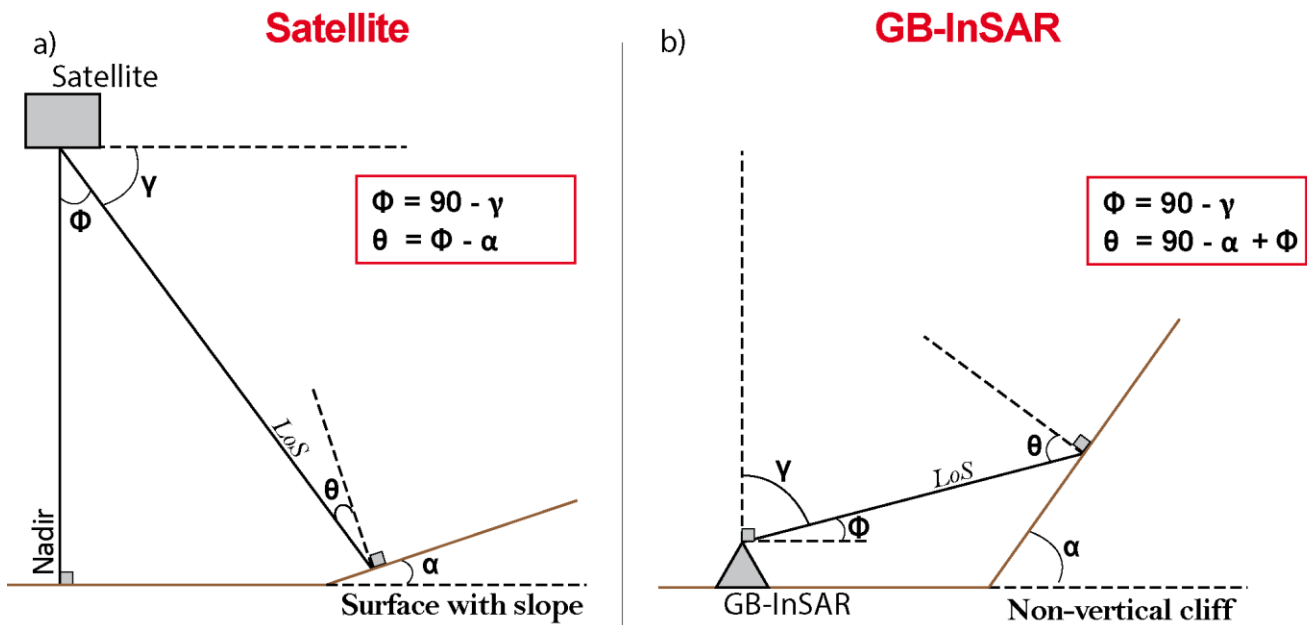 Satellite
a)
Satellite
γ
Φ
Φ = 90 - γ
θ = Φ - α
LoS
θ
Nadir
α
Surface with slope
GB-InSAR
b)
Φ = 90 - γ
θ = 90 - α + Φ
θ
γ
LoS
Φ
α
GB-InSAR
Non-vertical cliff